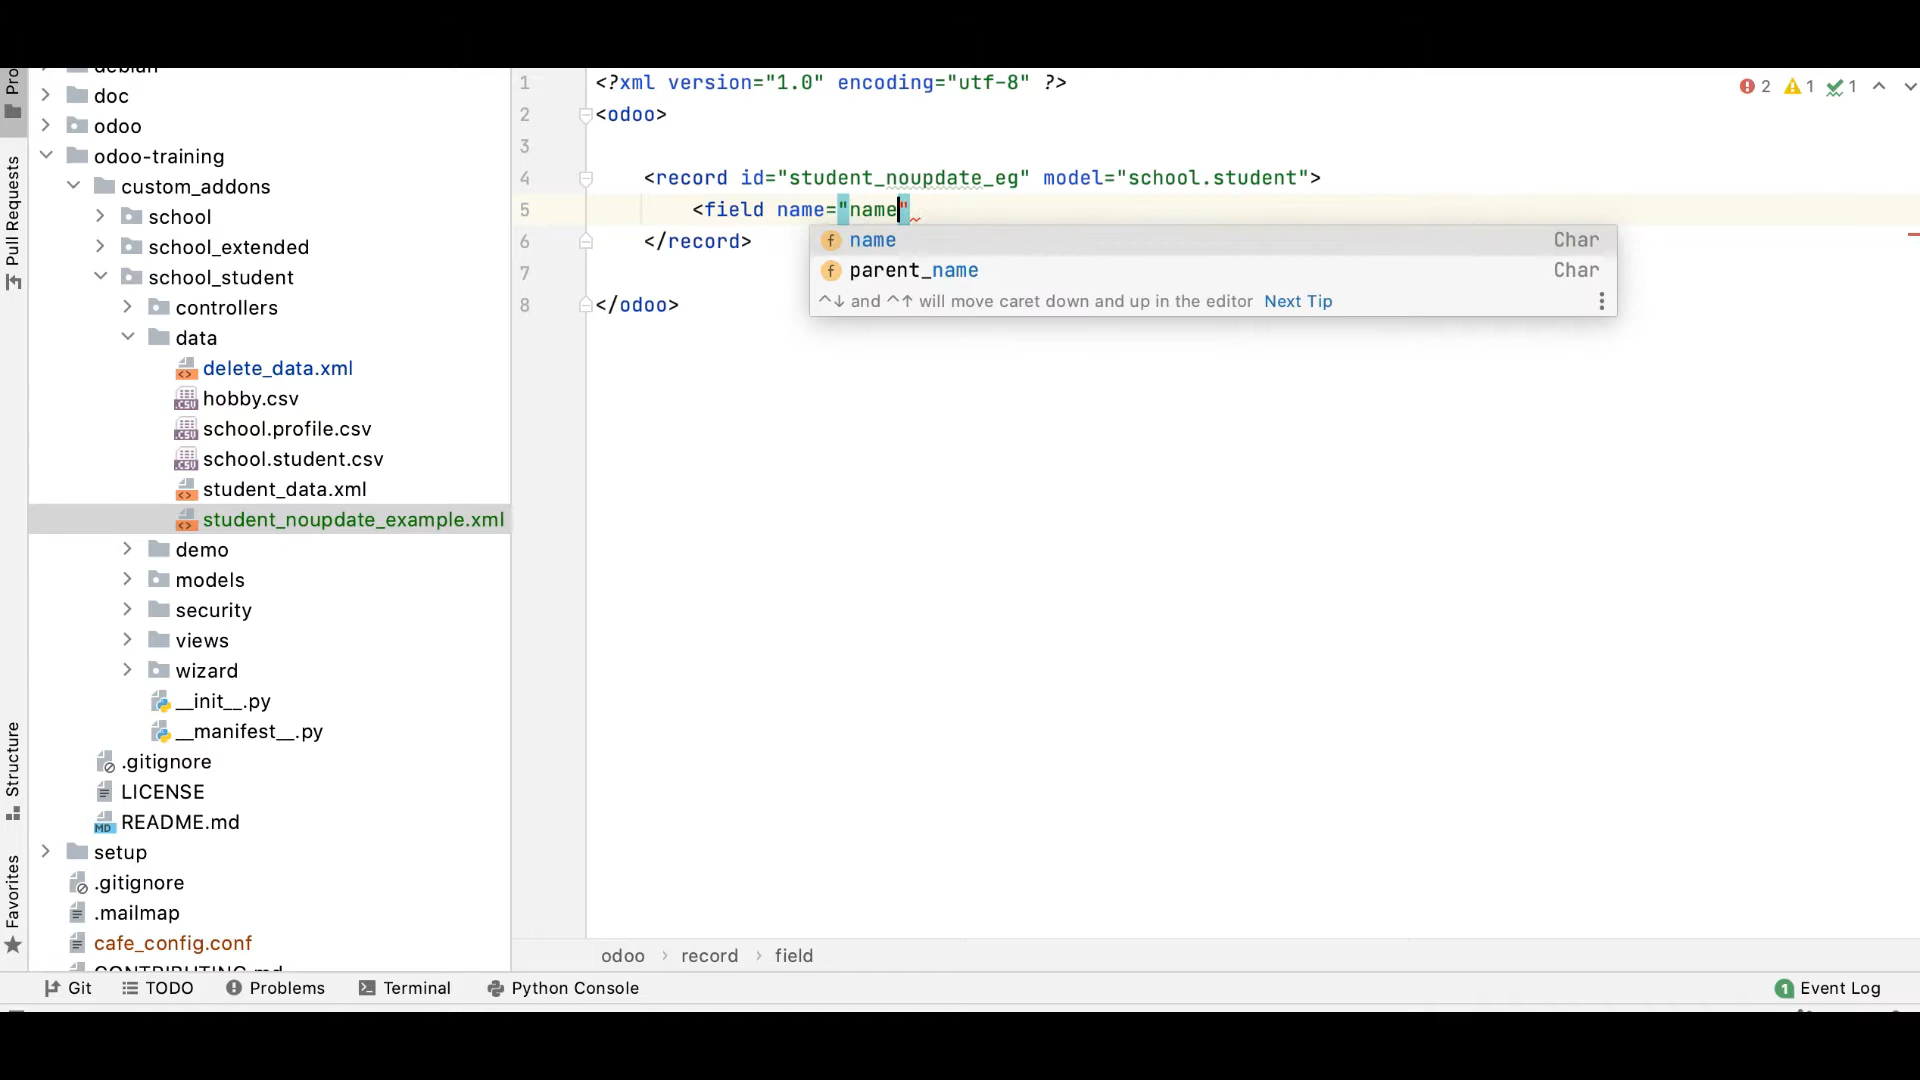 debian
doc
odoo
odoo-training
custom_addons
school
school_extended
school_student
controllers
data
delete_data.xml
hobby.csv
school.profile.csv
school.student.csv
student_data.xml
student_noupdate_example.xml
demo
models
security
views
wizard
__init__.py
__manifest__.py
.gitignore
LICENSE
README.md
setup
.gitignore
.mailmap
cafe_config.conf
CONTRIBUTING.md
Pro
Pull Requests
Structure
Favorites
1 <?xml version="1.0" encoding="utf-8" ?>
2 <odoo>
3
4 <record id="student_noupdate_eg" model="school.student">
5 <field name="name"
6 </record>
7
8 </odoo>
2 1 1
name Char
parent_name Char
^↓ and ^↑ will move caret down and up in the editor Next Tip
odoo › record › field
Git TODO Problems Terminal Python Console 1 Event Log